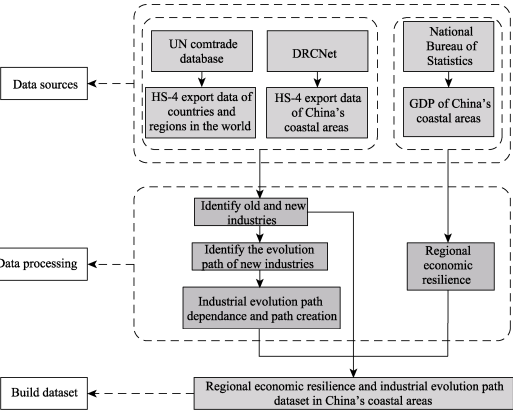 UN comtrade
database
DRCNet
National
Bureau of
Statistics
Data sources
HS-4 export data of
countries and
regions in the world
HS-4 export data
of China's
coastal areas
GDP of China's
coastal areas
Identify old and new
industries
Data processing
Identify the evolution
path of new industries
Regional
economic
resilience
Industrial evolution path
dependance and path creation
Build dataset
Regional economic resilience and industrial evolution path
dataset in China's coastal areas